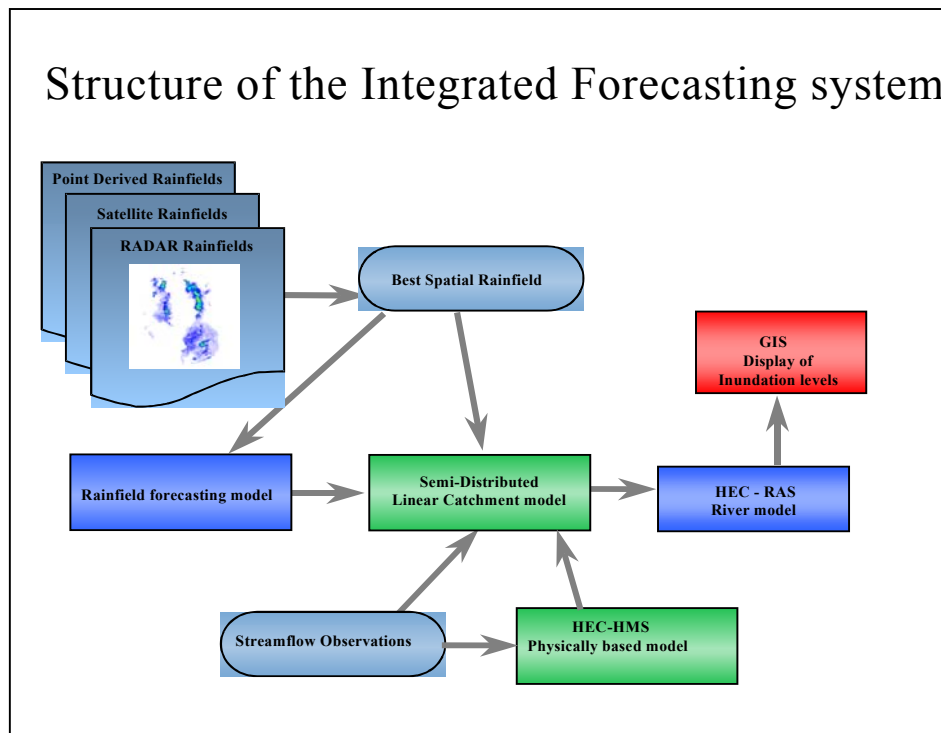 Structure of the Integrated Forecasting system
Point Derived Rainfields
Satellite Rainfields
RADAR Rainfields
Best Spatial Rainfield
GIS
Display of
Inundation levels
Rainfield forecasting model
Semi-Distributed
Linear Catchment model
HEC - RAS
River model
Streamflow Observations
HEC-HMS
Physically based model